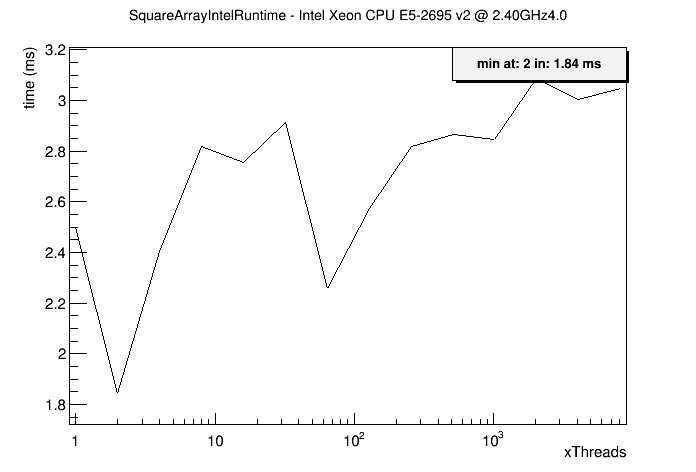 SquareArrayIntelRuntime - Intel Xeon CPU E5-2695 v2 @ 2.40GHz4.0
time (ms)
min at: 2 in: 1.84 ms
3.2
3
2.8
2.6
2.4
2.2
2
1.8
1 10 10² 10³
xThreads